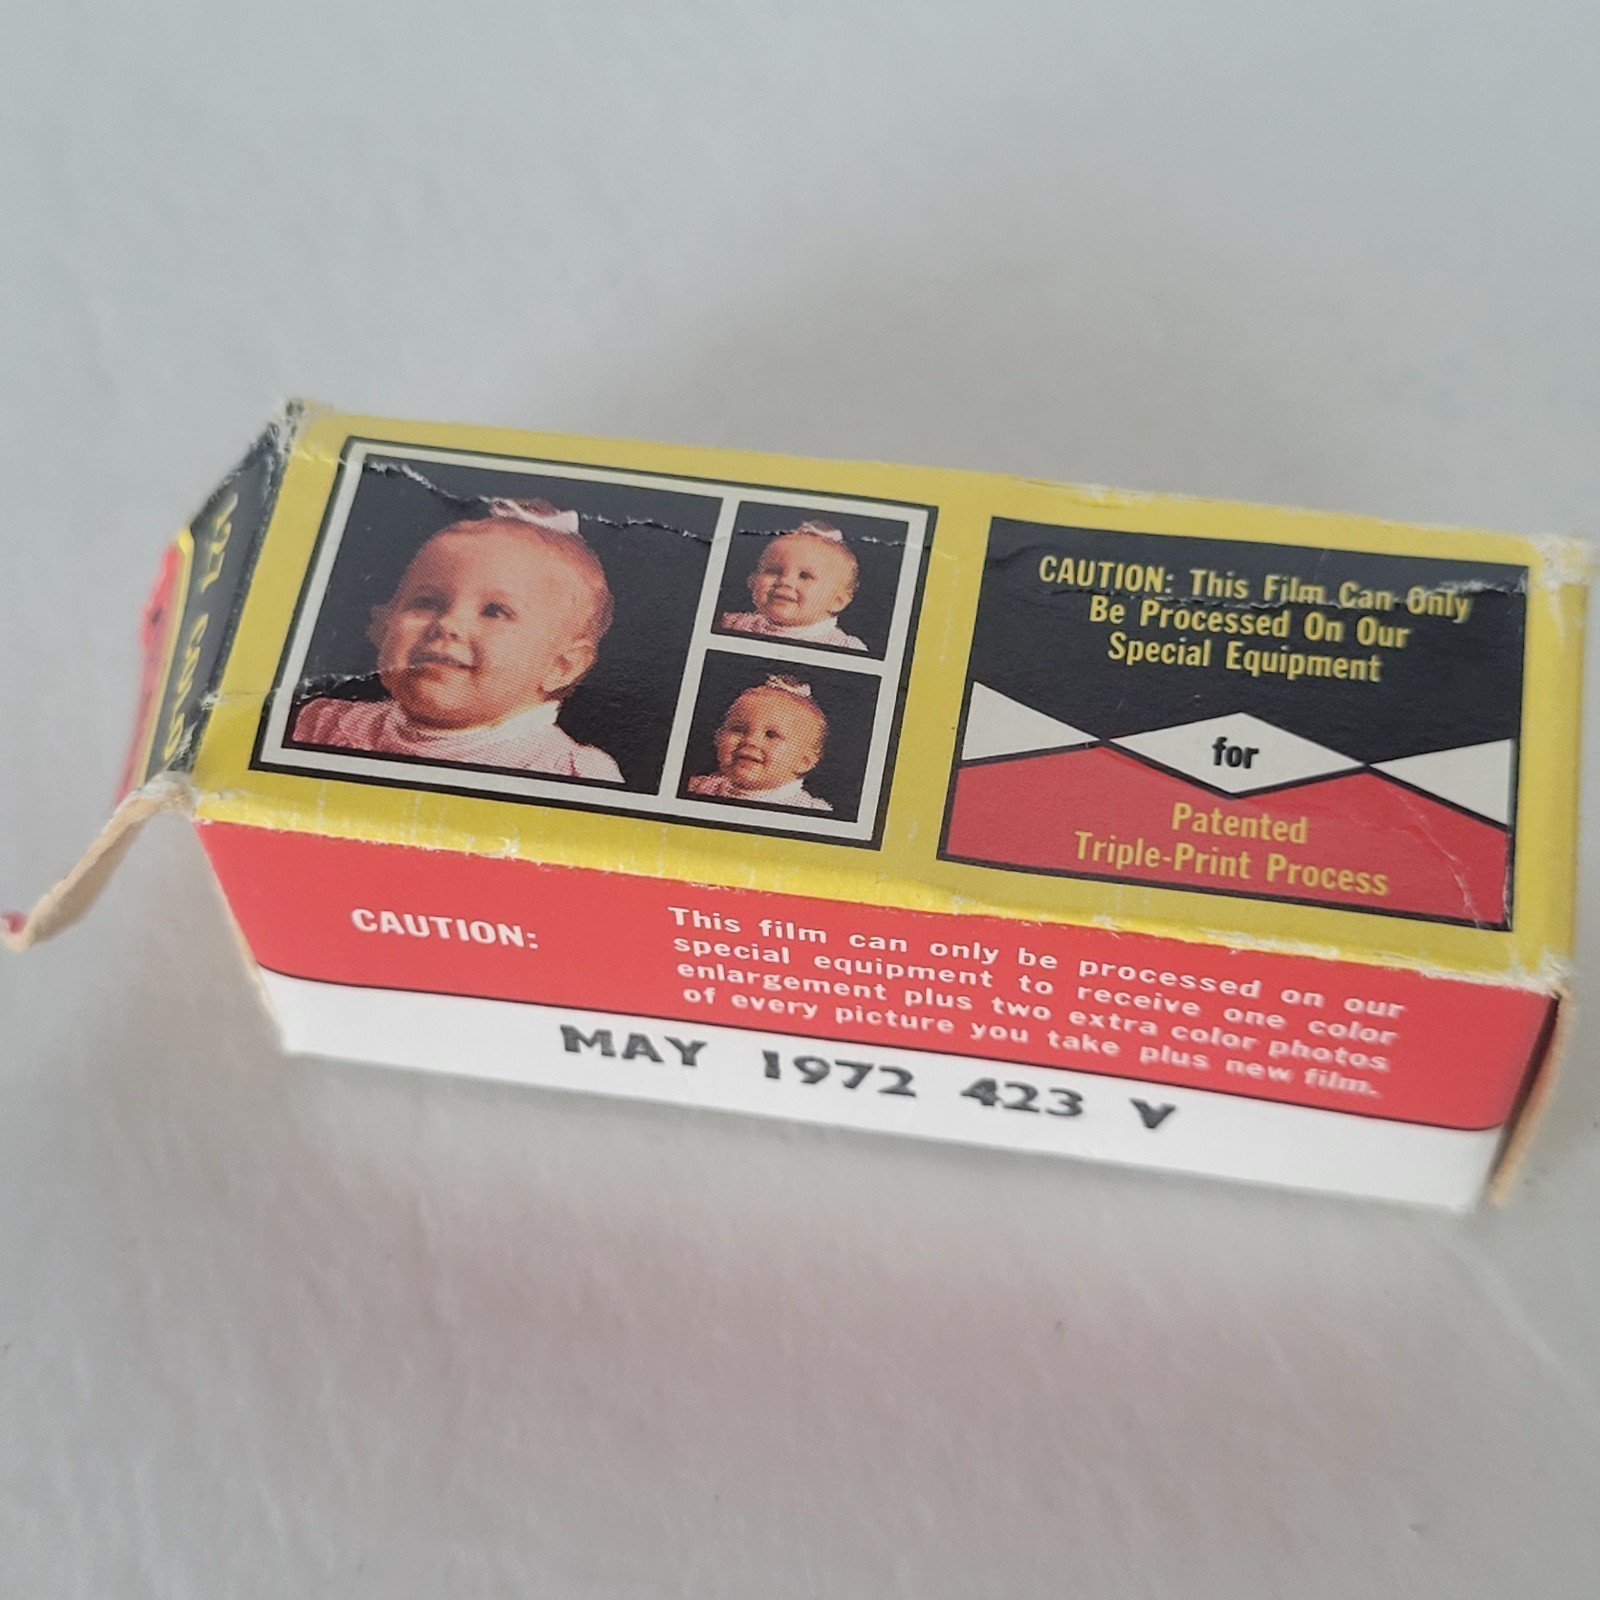 CAUTION: This Film Can Only
Be Processed On Our
Special Equipment
for
Patented
Triple-Print Process
CAUTION:
This film can only be processed on our
special equipment to receive one color
enlargement plus two extra color photos
of every picture you take plus new film.
MAY 1972 423 V